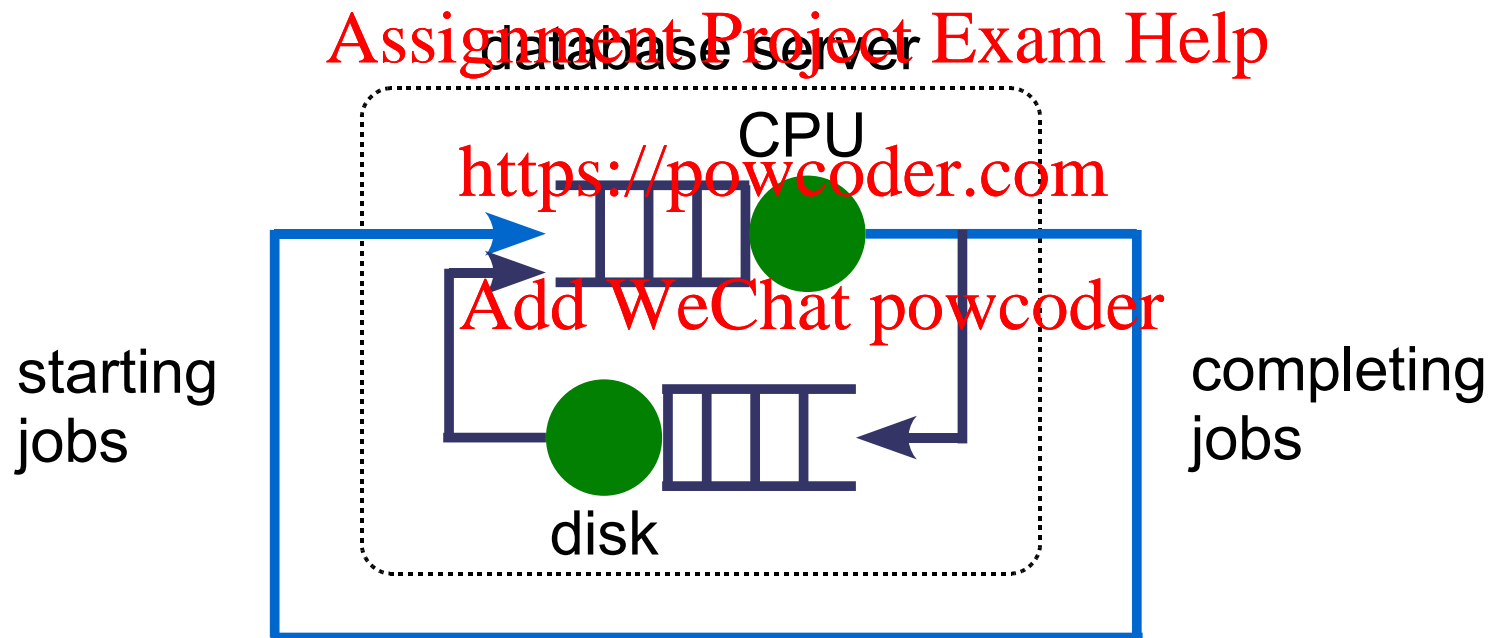 Assignment Project Exam Help
database server
CPU
https://powcoder.com
Add WeChat powcoder
starting
jobs
completing
jobs
disk